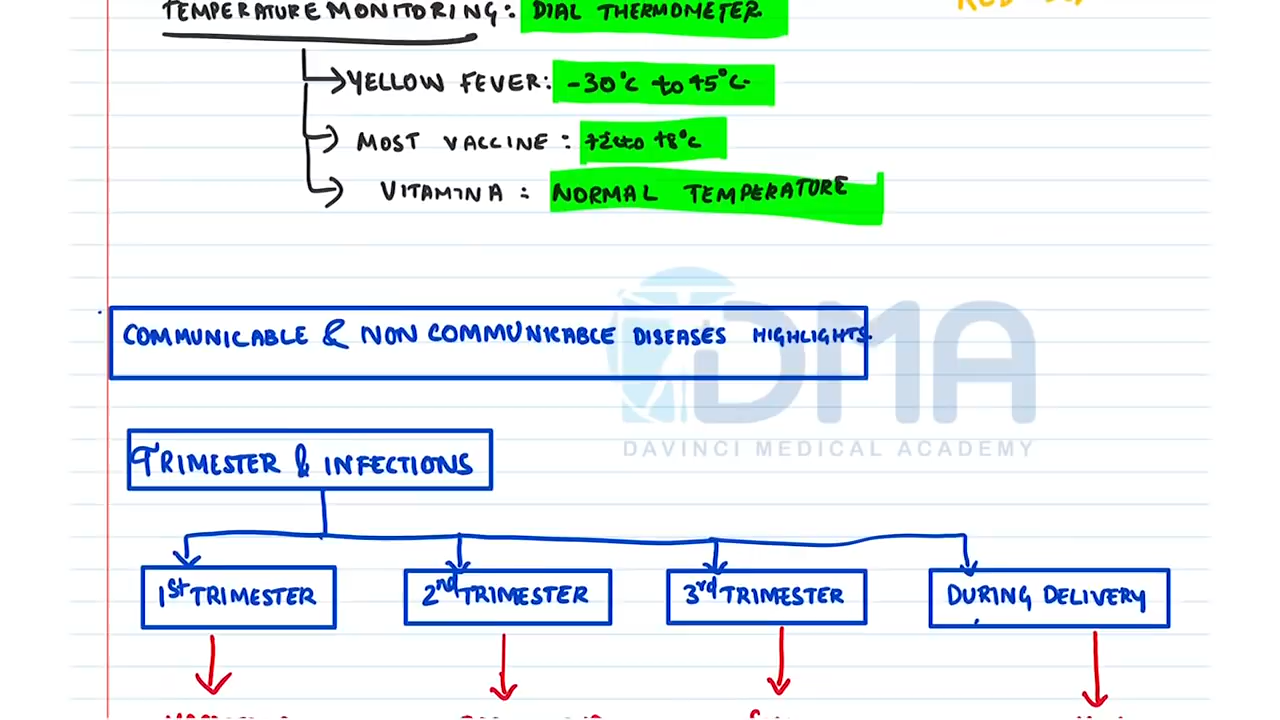 TEMPERATURE MONITORING: DIAL THERMOMETER
YELLOW FEVER: -30°C to +5°C
MOST VACCINE : +2 to +8°C
VITAMIN A : NORMAL TEMPERATURE
COMMUNICABLE & NON COMMUNICABLE DISEASES HIGHLIGHTS.
DMA
DAVINCI MEDICAL ACADEMY
TRIMESTER & INFECTIONS
1st TRIMESTER 2nd TRIMESTER 3rd TRIMESTER DURING DELIVERY